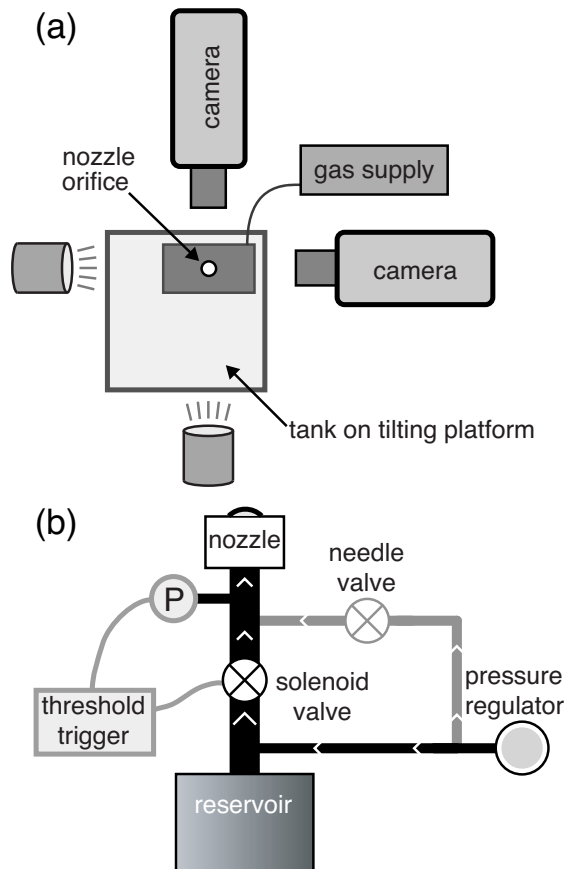 (a)
camera
nozzle
orifice
gas supply
camera
tank on tilting platform
(b)
nozzle
needle
valve
P
solenoid
valve
pressure
regulator
threshold
trigger
reservoir